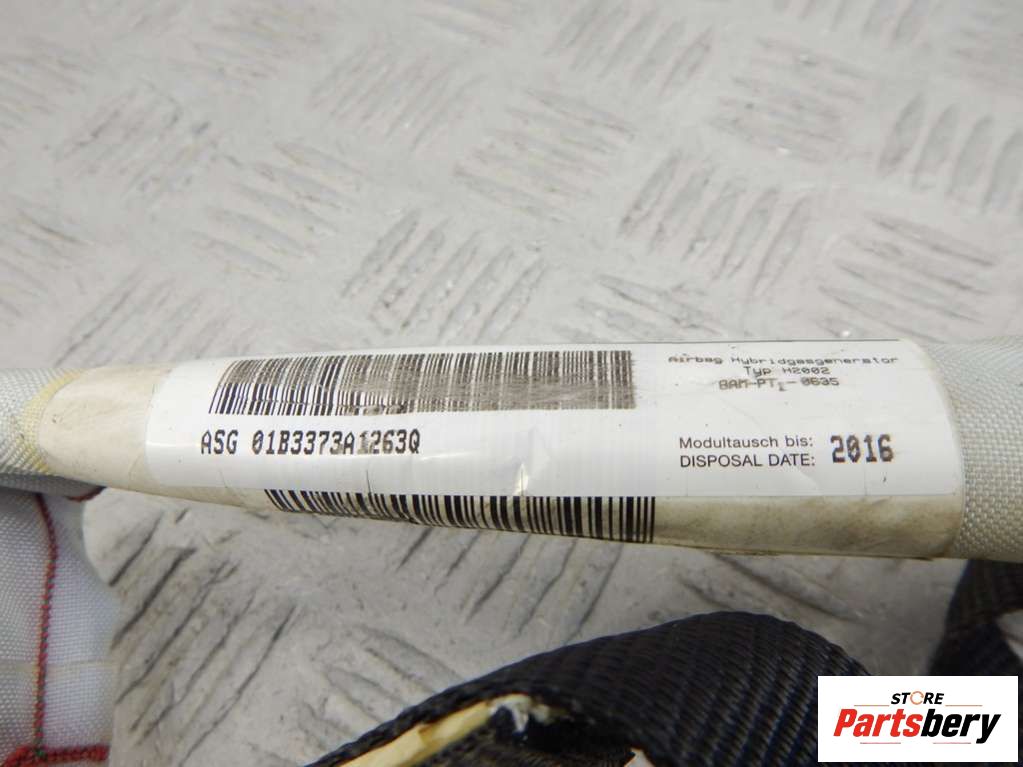 Airbag Hybridgasgenerator
Typ H2002
BAM-PT1-0635
ASG 01B3373A1263Q
Modultausch bis:
DISPOSAL DATE: 2016
STORE
Partsbery